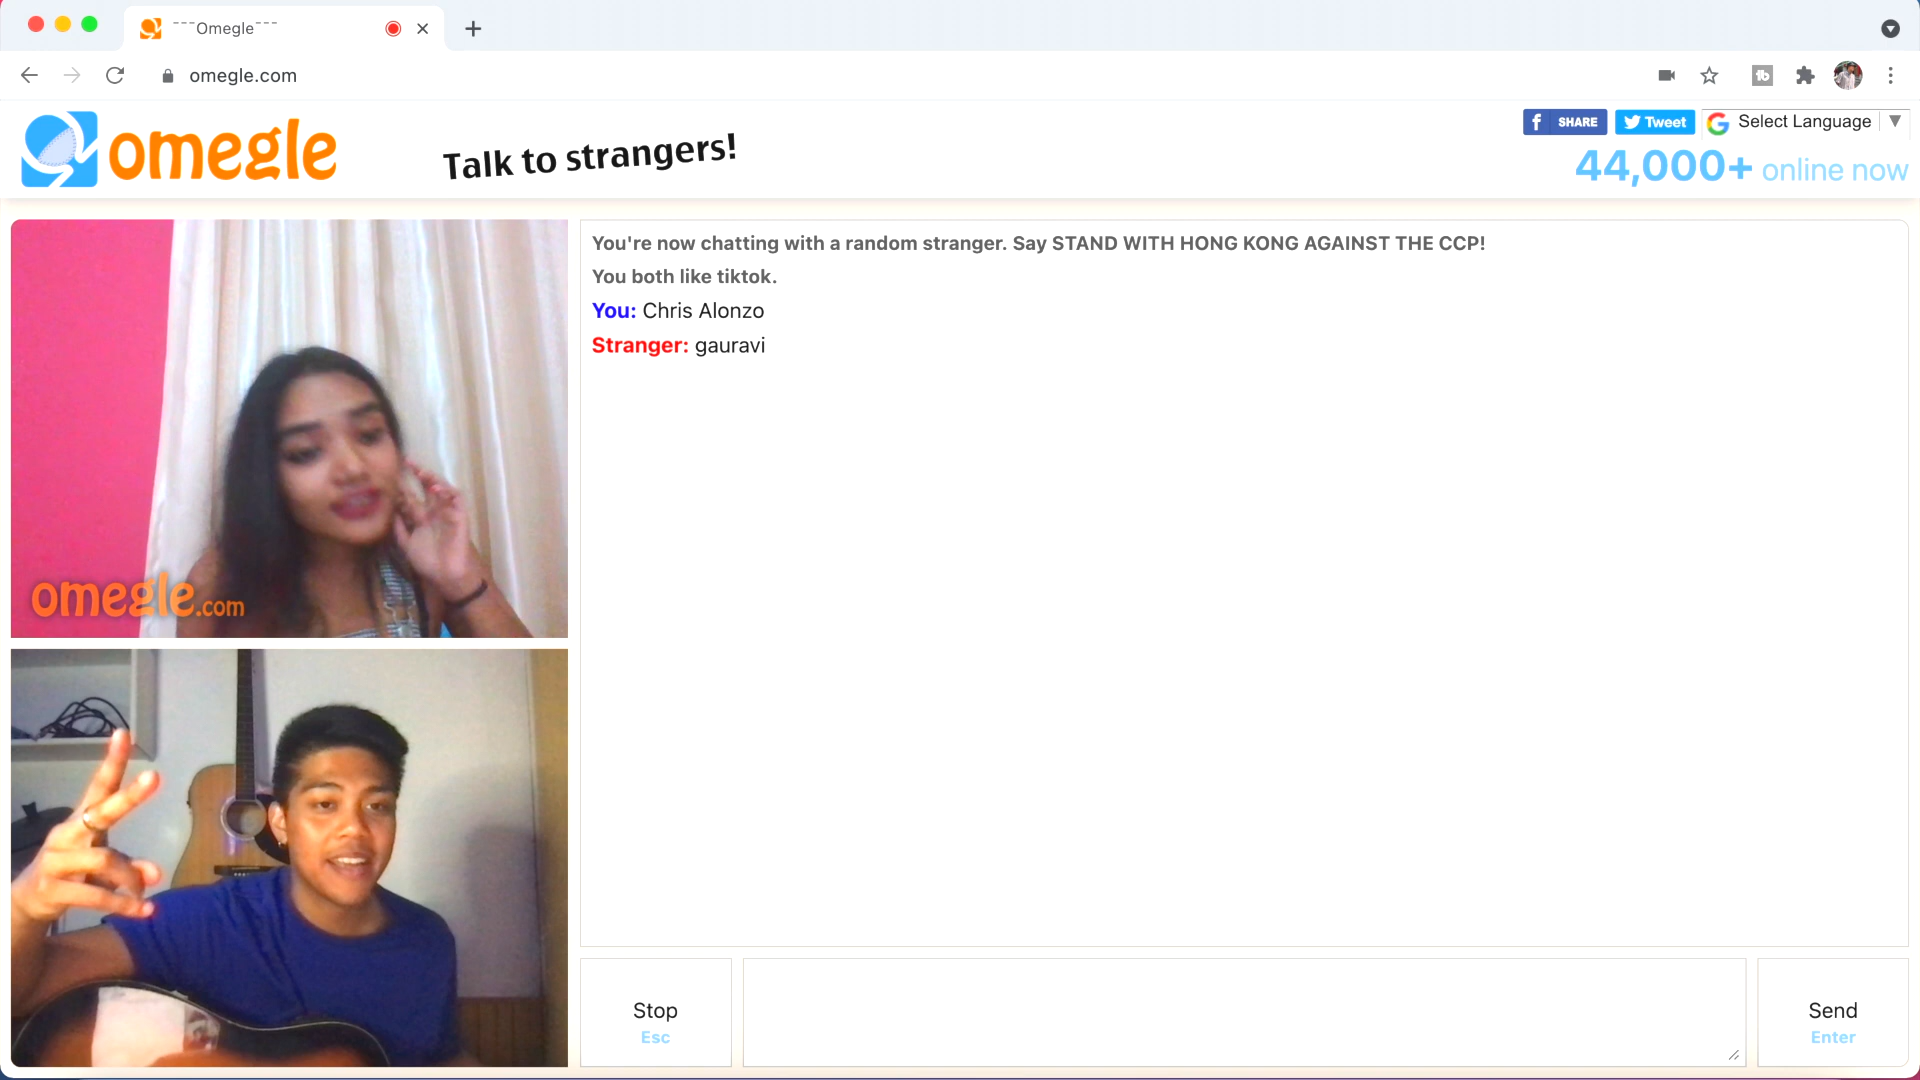 Omegle
omegle.com
omegle
Talk to strangers!
SHARE
Tweet
Select Language
44,000+ online now
You're now chatting with a random stranger. Say STAND WITH HONG KONG AGAINST THE CCP!
You both like tiktok.
You: Chris Alonzo
Stranger: gauravi
omegle.com
Stop
Esc
Send
Enter